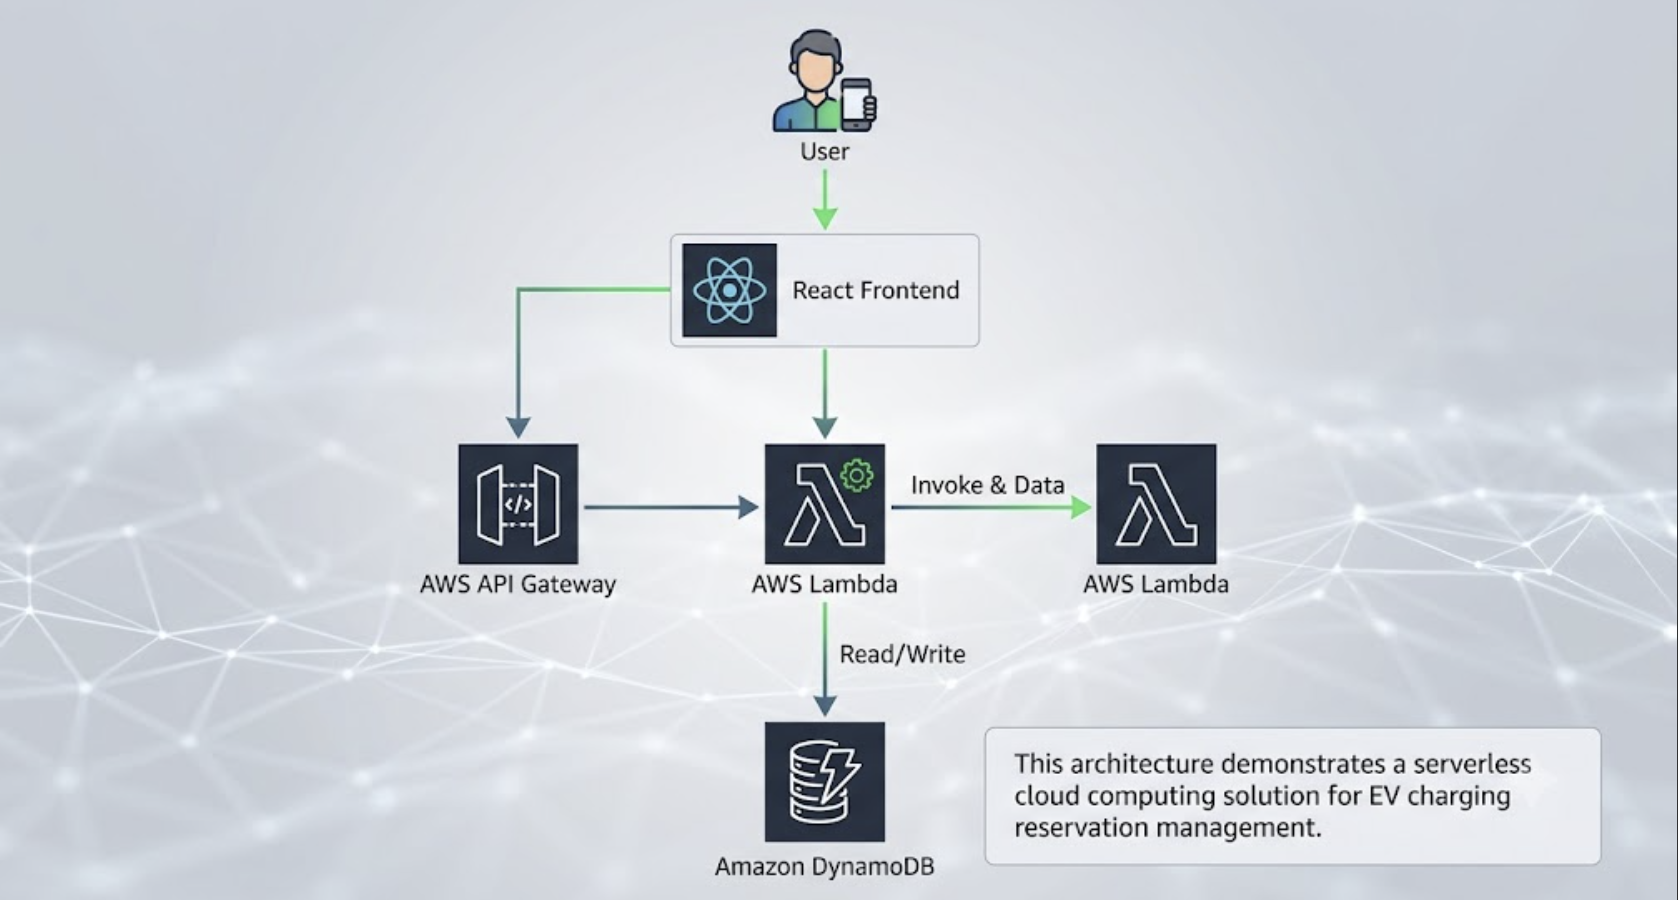 User
React Frontend
Invoke & Data
AWS API Gateway
AWS Lambda
AWS Lambda
Read/Write
Amazon DynamoDB
This architecture demonstrates a serverless
cloud computing solution for EV charging
reservation management.